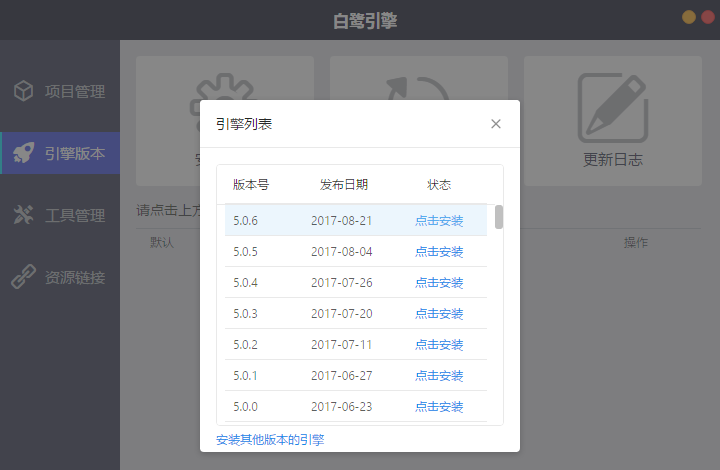 白鹭引擎
项目管理
引擎版本
工具管理
资源链接
更新日志
请点击上方
默认
操作
引擎列表
版本号 发布日期 状态
5.0.6 2017-08-21 点击安装
5.0.5 2017-08-04 点击安装
5.0.4 2017-07-26 点击安装
5.0.3 2017-07-20 点击安装
5.0.2 2017-07-11 点击安装
5.0.1 2017-06-27 点击安装
5.0.0 2017-06-23 点击安装
安装其他版本的引擎